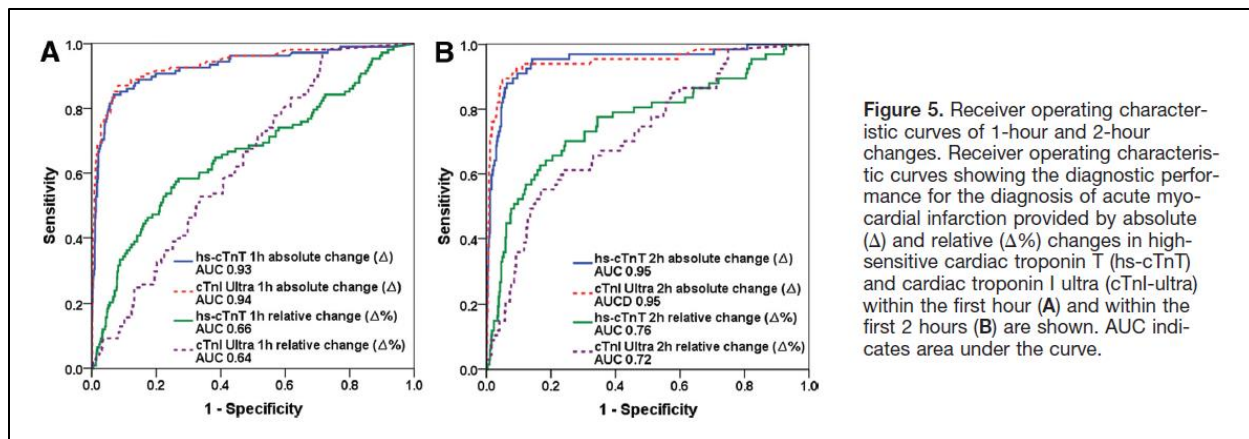 A
B
1.0
0.8
0.6
0.4
0.2
0.0
Sensitivity
hs-cTnT 1h absolute change (Δ)
AUC 0.93
cTnI Ultra 1h absolute change (Δ)
AUC 0.94
hs-cTnT 1h relative change (Δ%)
AUC 0.66
cTnI Ultra 1h relative change (Δ%)
AUC 0.64
0.0 0.2 0.4 0.6 0.8 1.0
1 - Specificity
1.0
0.8
0.6
0.4
0.2
0.0
Sensitivity
hs-cTnT 2h absolute change (Δ)
AUC 0.95
cTnI Ultra 2h absolute change (Δ)
AUCD 0.95
hs-cTnT 2h relative change (Δ%)
AUC 0.76
cTnI Ultra 2h relative change (Δ%)
AUC 0.72
0.0 0.2 0.4 0.6 0.8 1.0
1 - Specificity
Figure 5. Receiver operating character-
istic curves of 1-hour and 2-hour
changes. Receiver operating characteris-
tic curves showing the diagnostic perfor-
mance for the diagnosis of acute myo-
cardial infarction provided by absolute
(Δ) and relative (Δ%) changes in high-
sensitive cardiac troponin T (hs-cTnT)
and cardiac troponin I ultra (cTnI-ultra)
within the first hour (A) and within the
first 2 hours (B) are shown. AUC indi-
cates area under the curve.